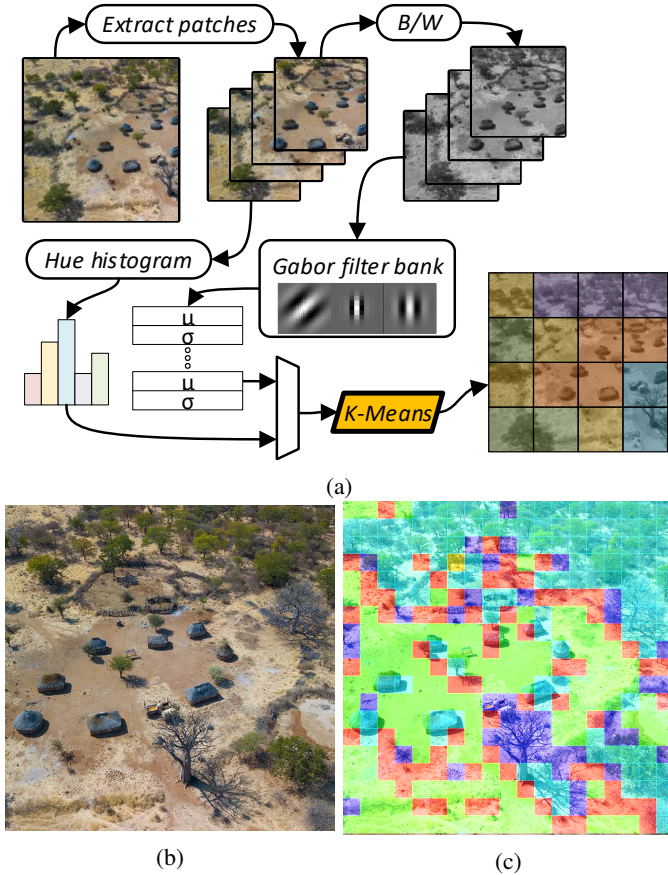 Extract patches
B/W
Hue histogram
Gabor filter bank
μ
σ
μ
σ
K-Means
(a)
(b)
(c)